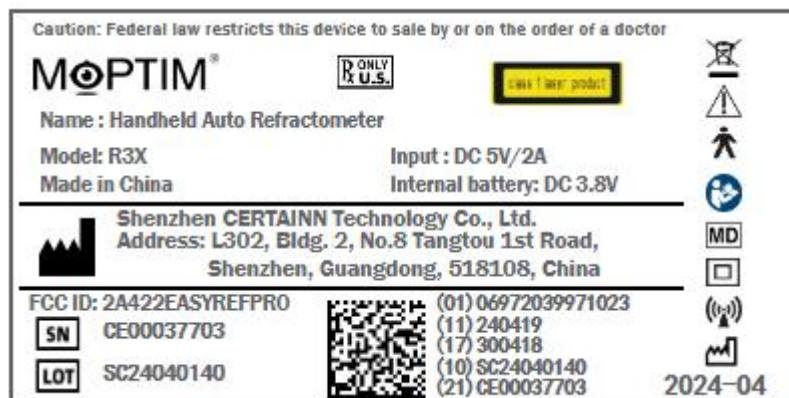 Caution: Federal law restricts this device to sale by or on the order of a doctor
MOPTIM®
Rx ONLY U.S.
class 1 laser product
Name : Handheld Auto Refractometer
Model: R3X
Input : DC 5V/2A
Made in China
Internal battery: DC 3.8V
Shenzhen CERTAINN Technology Co., Ltd.
Address: L302, Bldg. 2, No.8 Tangtou 1st Road,
Shenzhen, Guangdong, 518108, China
MD
FCC ID: 2A422EASYREFPRO
SN CE00037703
LOT SC24040140
(01) 06972039971023
(11) 240419
(17) 300418
(10) SC24040140
(21) CE00037703
2024-04